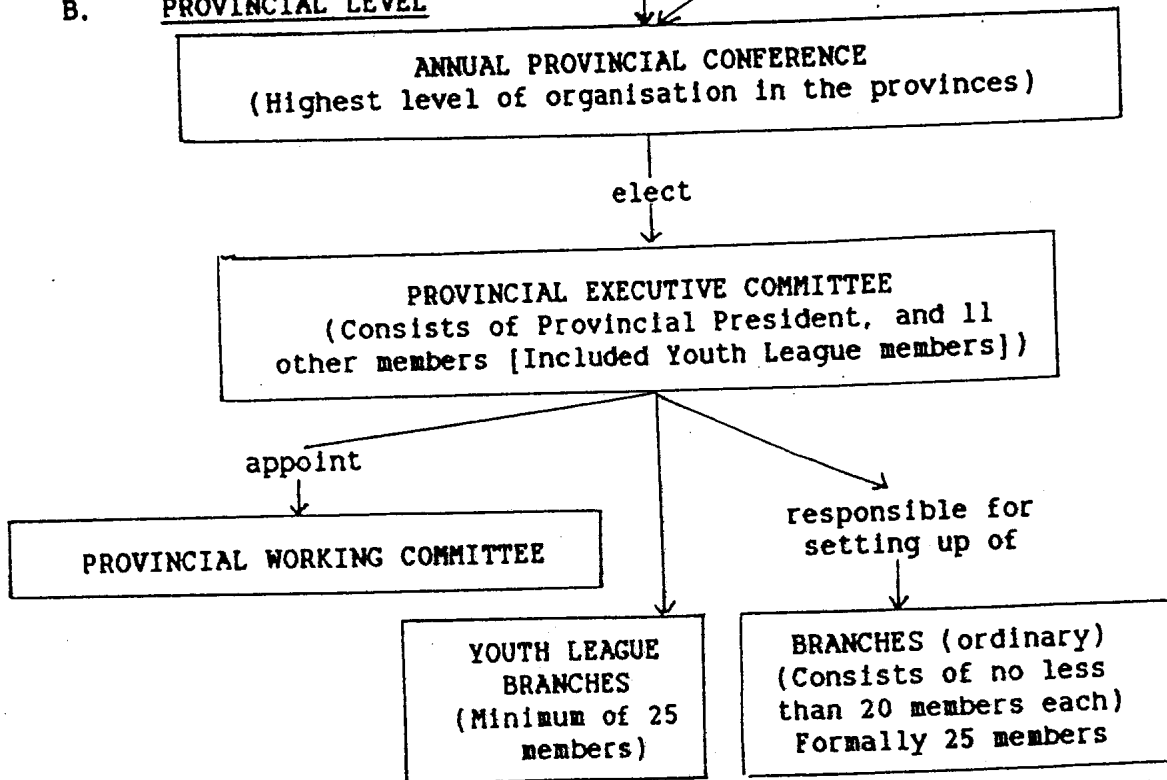 B. PROVINCIAL LEVEL
ANNUAL PROVINCIAL CONFERENCE
(Highest level of organisation in the provinces)
elect
PROVINCIAL EXECUTIVE COMMITTEE
(Consists of Provincial President, and 11
other members [Included Youth League members])
appoint
PROVINCIAL WORKING COMMITTEE
responsible for
setting up of
YOUTH LEAGUE
BRANCHES
(Minimum of 25
members)
BRANCHES (ordinary)
(Consists of no less
than 20 members each)
Formally 25 members